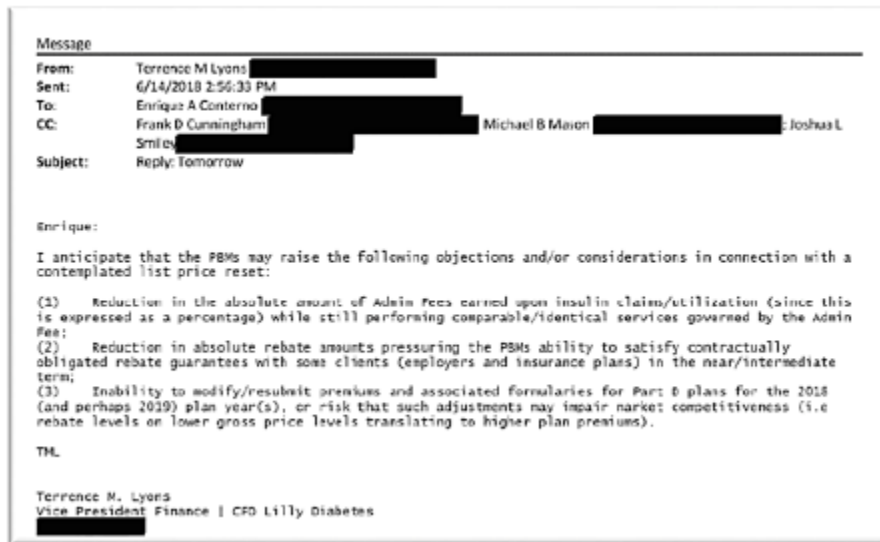 Message
From: Terrence M Lyons
Sent: 6/14/2018 2:56:33 PM
To: Enrique A Conterno
CC: Frank D Cunningham Michael B Mason ; Joshua L
Smiley
Subject: Reply: Tomorrow
Enrique:
I anticipate that the PBMs may raise the following objections and/or considerations in connection with a
contemplated list price reset:
(1) Reduction in the absolute amount of Admin Fees earned upon insulin claims/utilization (since this
is expressed as a percentage) while still performing comparable/identical services governed by the Admin
Fee;
(2) Reduction in absolute rebate amounts pressuring the PBMs ability to satisfy contractually
obligated rebate guarantees with some clients (employers and insurance plans) in the near/intermediate
term;
(3) Inability to modify/resubmit premiums and associated formularies for Part D plans for the 2018
(and perhaps 2019) plan year(s), or risk that such adjustments may impair market competitiveness (i.e
rebate levels on lower gross price levels translating to higher plan premiums).
TML
Terrence M. Lyons
Vice President Finance | CFO Lilly Diabetes